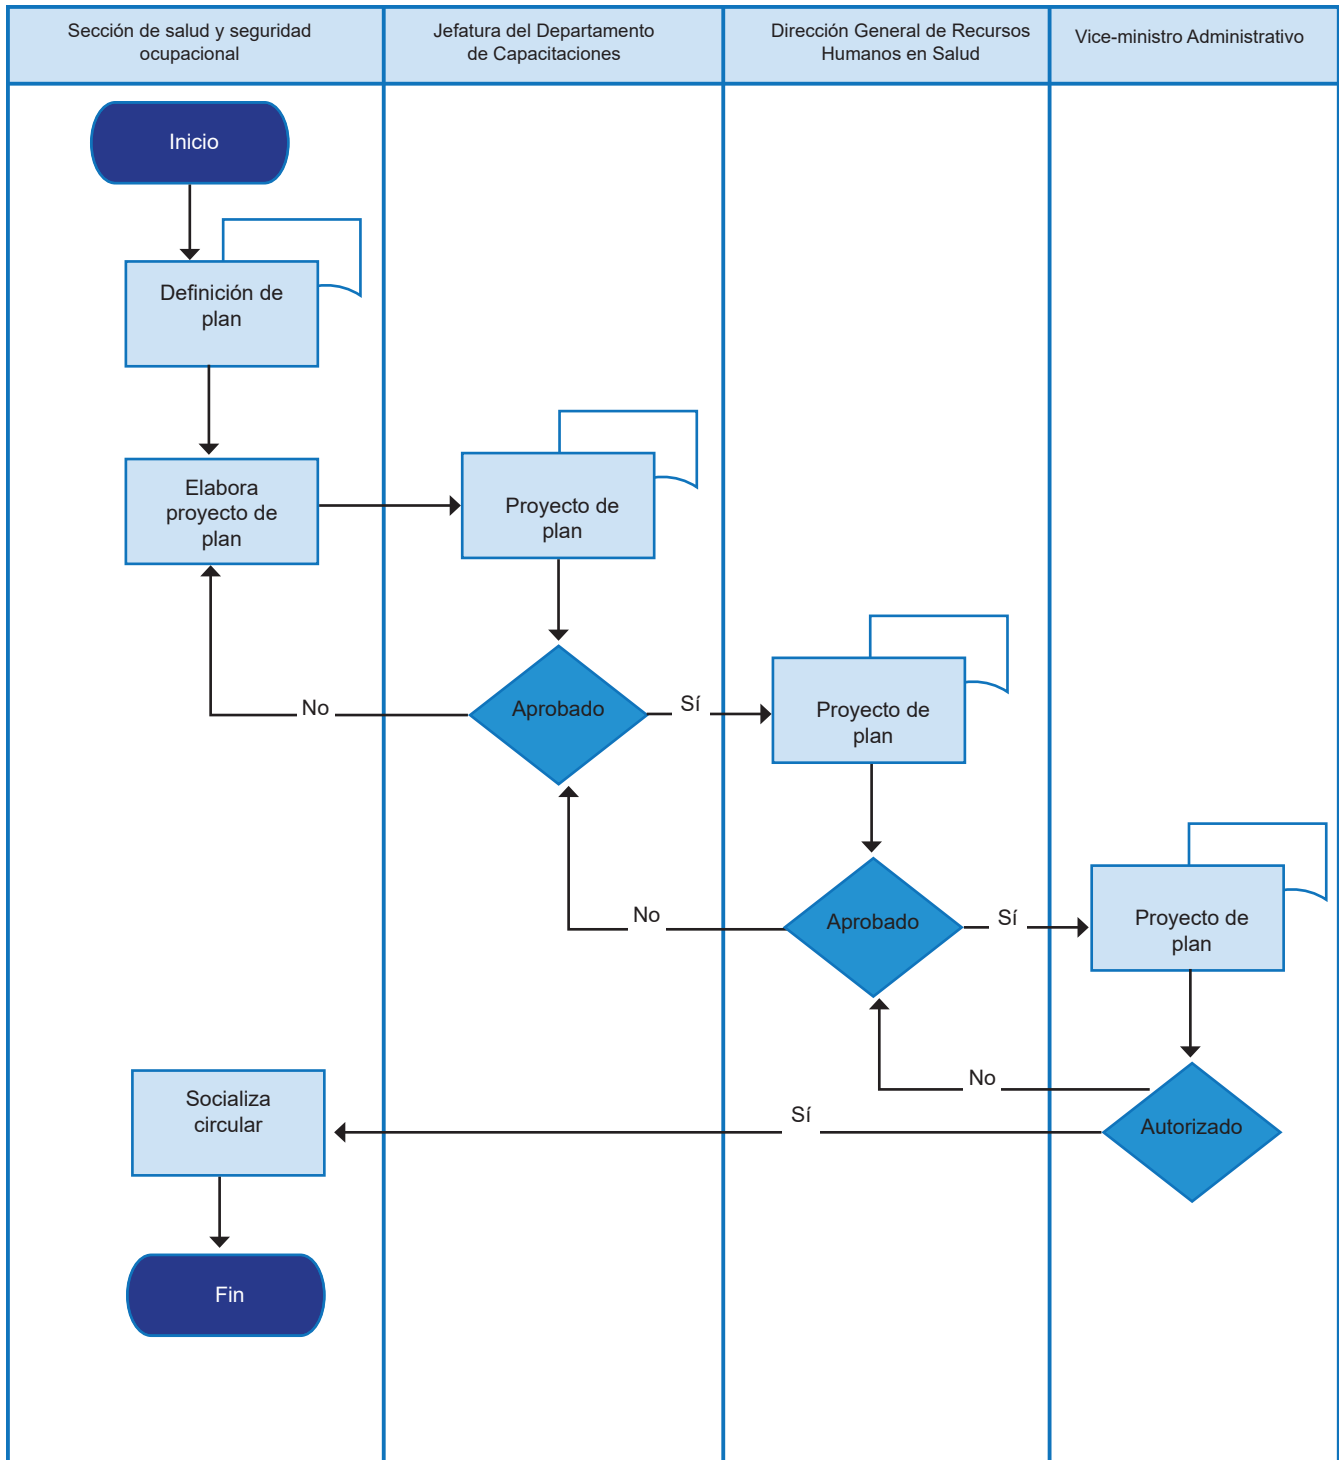 Sección de salud y seguridad
ocupacional
Jefatura del Departamento
de Capacitaciones
Dirección General de Recursos
Humanos en Salud
Vice-ministro Administrativo
Inicio
Definición de
plan
Elabora
proyecto de
plan
Proyecto de
plan
No
Aprobado
Sí
Proyecto de
plan
No
Aprobado
Sí
Proyecto de
plan
No
Sí
Autorizado
Socializa
circular
Fin